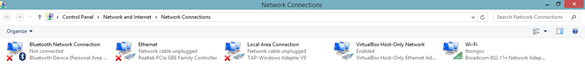 Network Connections
Control Panel ▸ Network and Internet ▸ Network Connections
Search Network Connections
Organize
Bluetooth Network Connection
Not connected
Bluetooth Device (Personal Area ...
Ethernet
Network cable unplugged
Realtek PCIe GBE Family Controller
Local Area Connection
Network cable unplugged
TAP-Windows Adapter V9
VirtualBox Host-Only Network
Enabled
VirtualBox Host-Only Ethernet Ad...
Wi-Fi
thongoc
Broadcom 802.11n Network Adap...